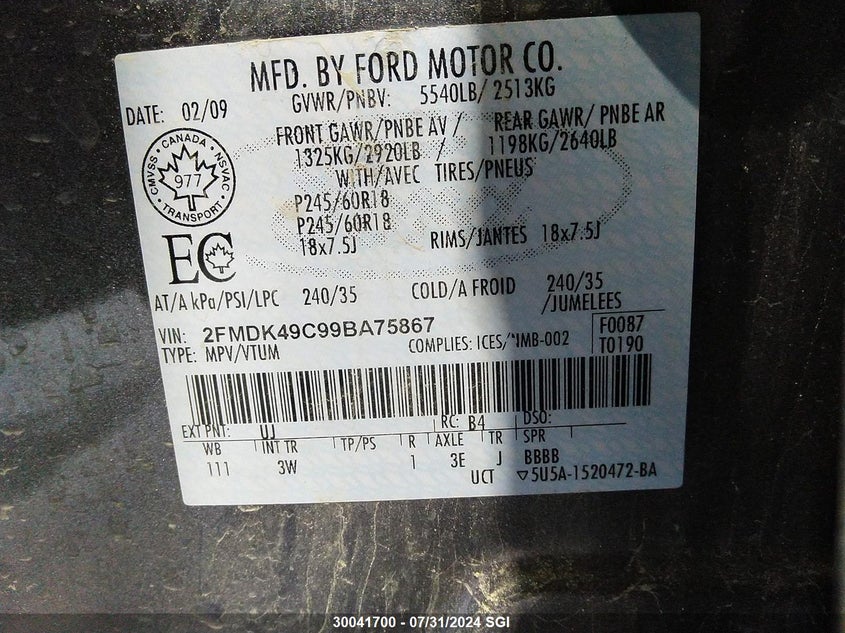 MFD. BY FORD MOTOR CO.
DATE: 02/09
GVWR/PNBV: 5540LB/ 2513KG
FRONT GAWR/PNBE AV / REAR GAWR/ PNBE AR
1325KG/2920LB / 1198KG/2640LB
WITH/AVEC TIRES/PNEUS
P245/60R18
P245/60R18
18x7.5J RIMS/JANTES 18x7.5J
CMVSS · CANADA · NSVAC
977
TRANSPORT
EC
AT/A kPa/PSI/LPC 240/35 COLD/A FROID 240/35
/JUMELEES
VIN: 2FMDK49C99BA75867
TYPE: MPV/VTUM COMPLIES: ICES/*IMB-002
F0087
T0190
EXT PNT: UJ RC: B4 DSO:
WB INT TR TP/PS R AXLE TR SPR
111 3W 1 3E J BBBB
UCT ▽5U5A-1520472-BA
30041700 - 07/31/2024 SGI